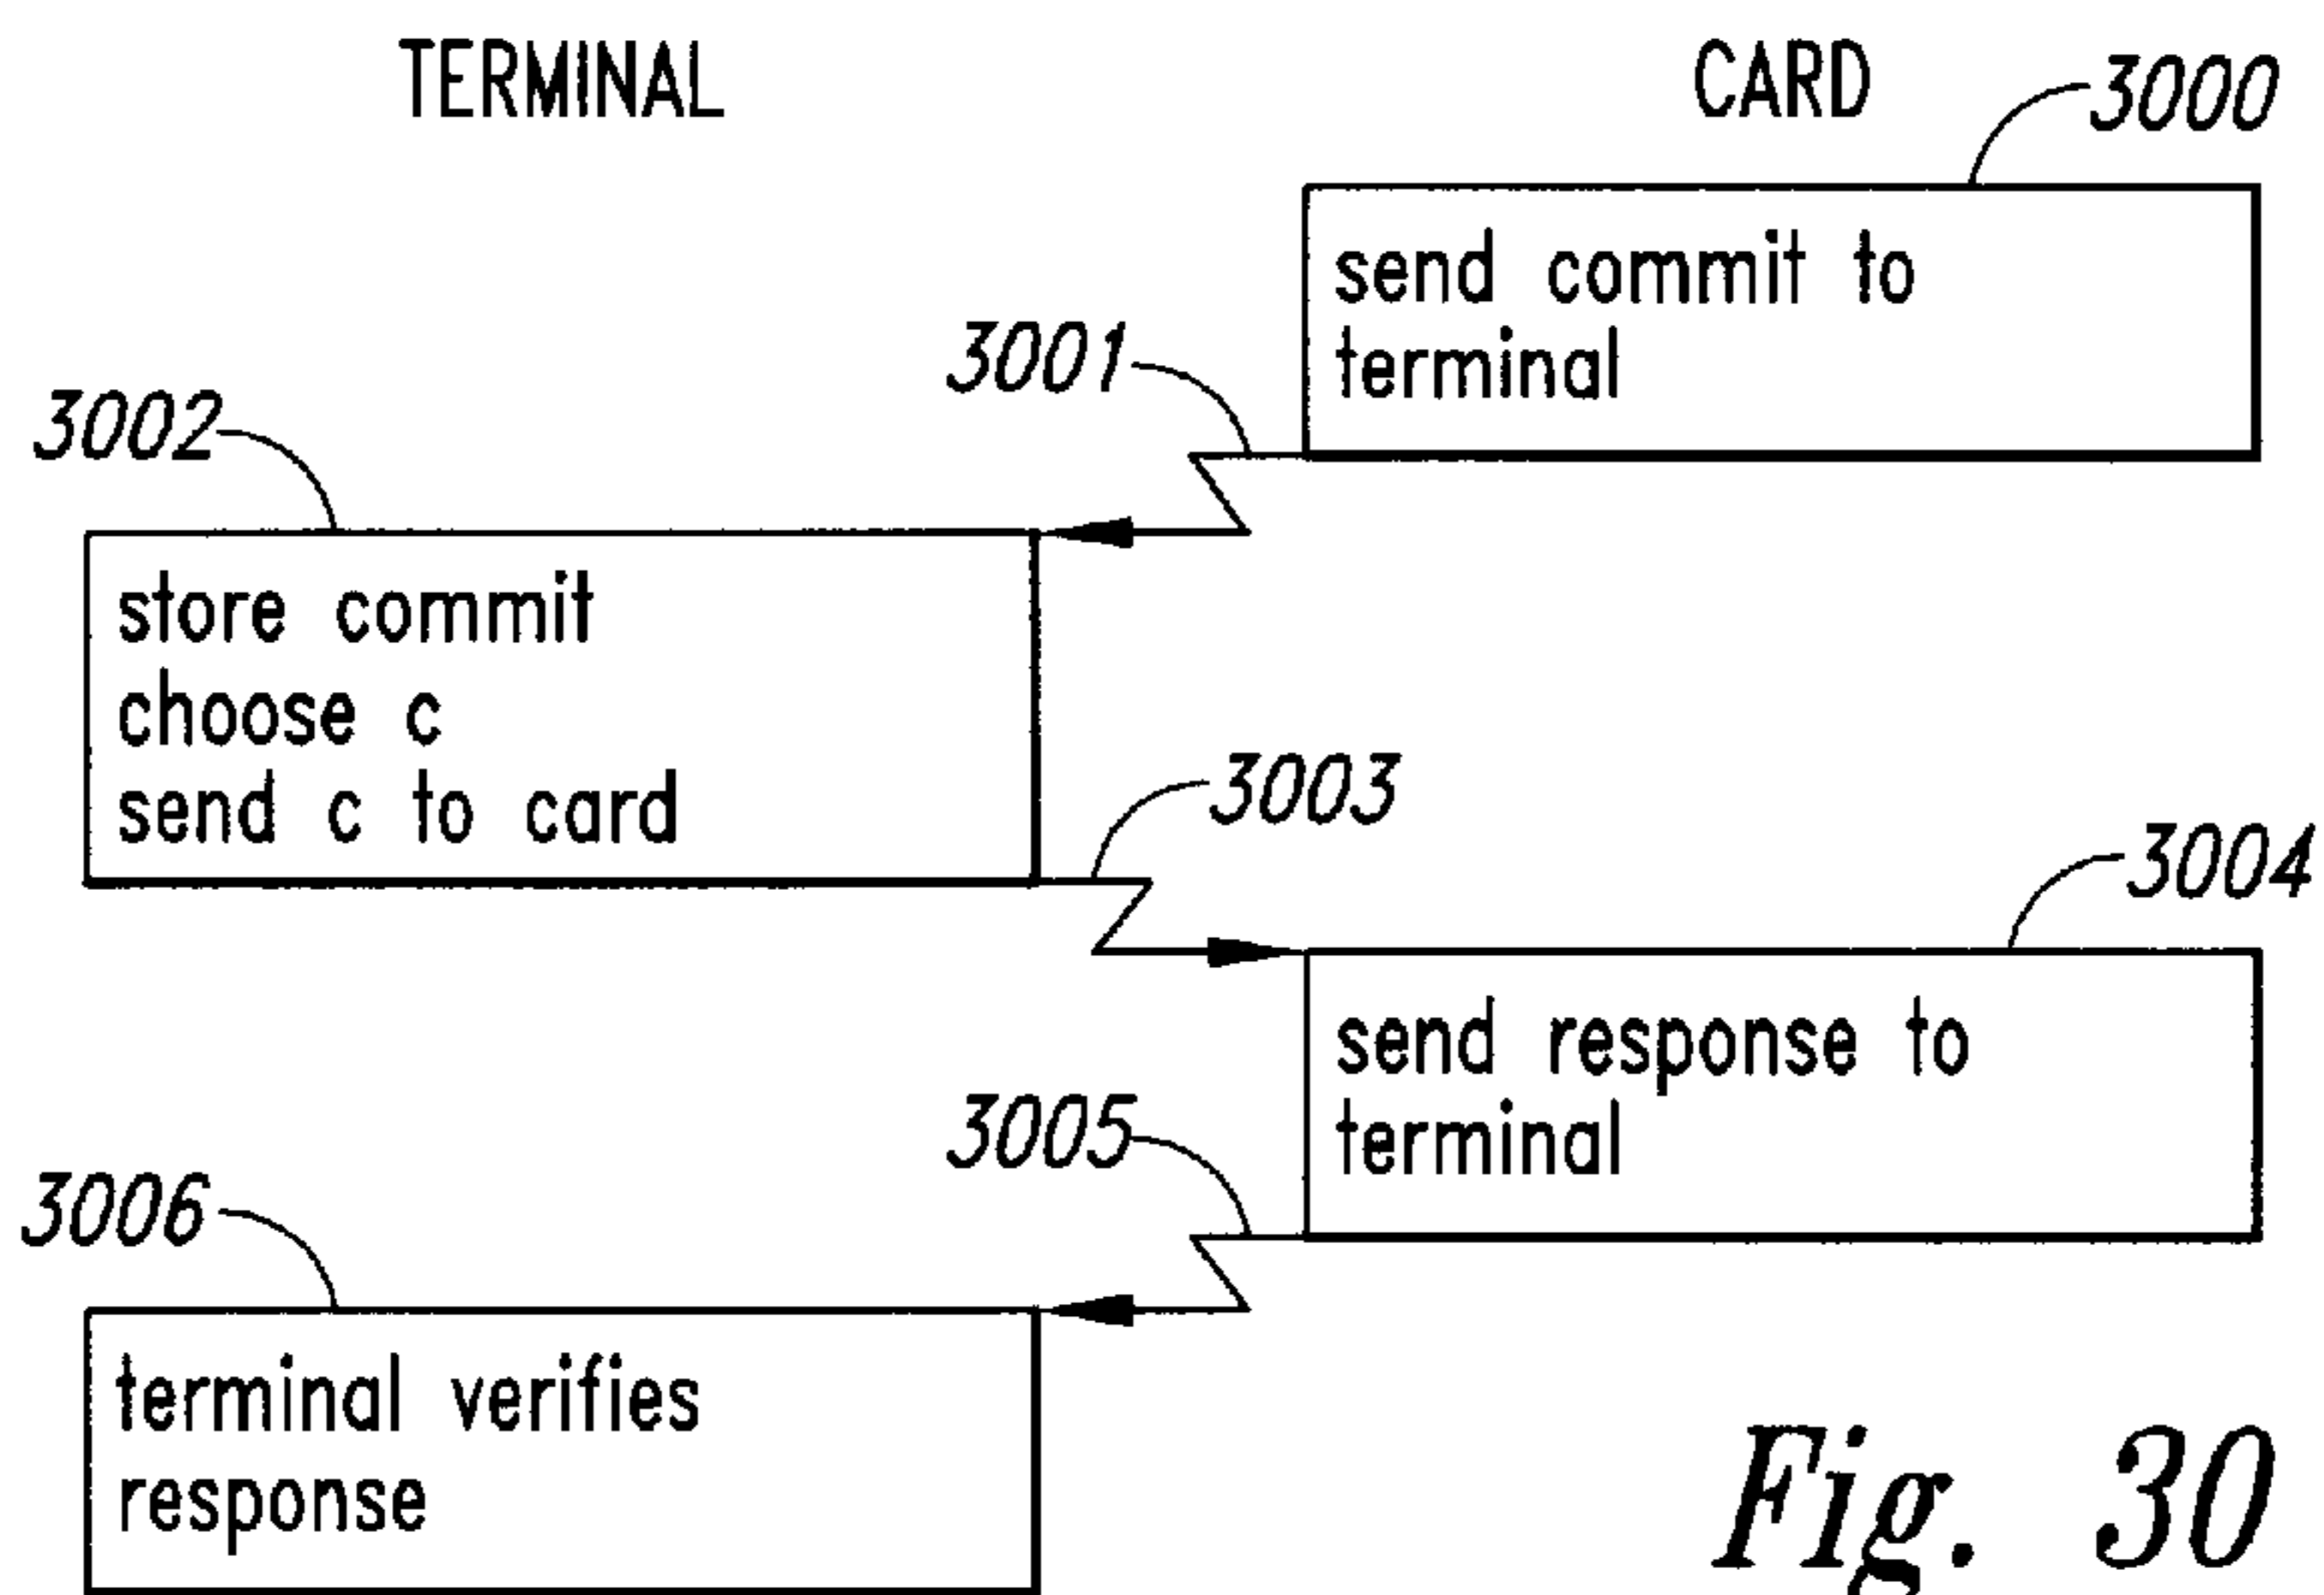 TERMINAL
CARD
3000
send commit to
terminal
3001
3002
store commit
choose c
send c to card
3003
3004
send response to
terminal
3005
3006
terminal verifies
response
Fig. 30